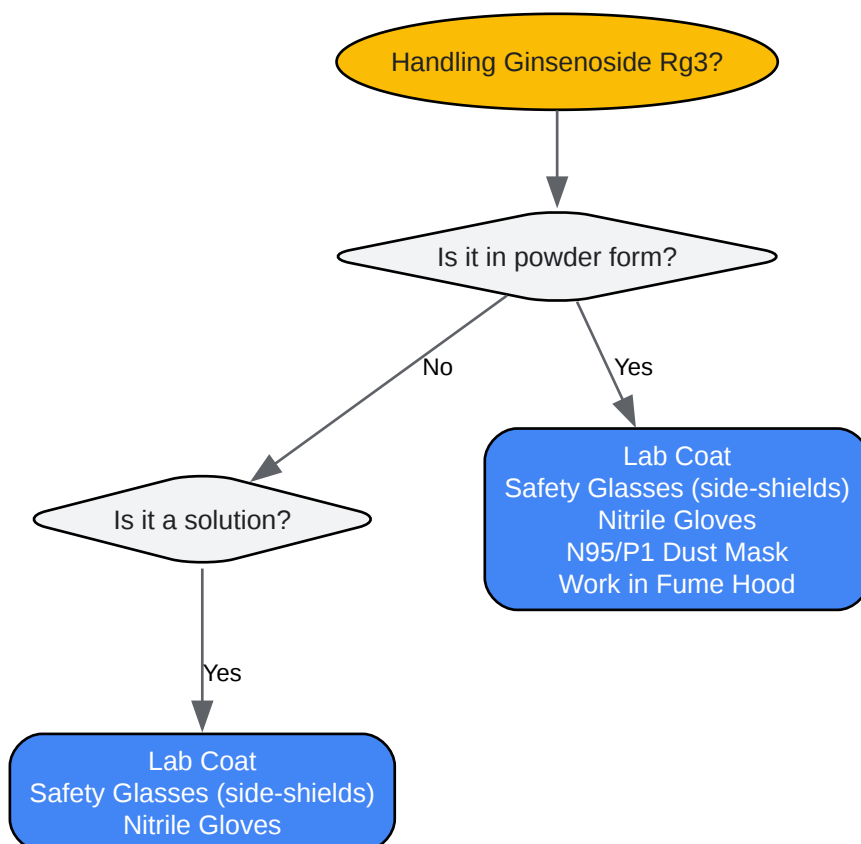 Handling Ginsenoside Rg3?
Is it in powder form?
No
Yes
Lab Coat
Safety Glasses (side-shields)
Nitrile Gloves
N95/P1 Dust Mask
Work in Fume Hood
Is it a solution?
Yes
Lab Coat
Safety Glasses (side-shields)
Nitrile Gloves